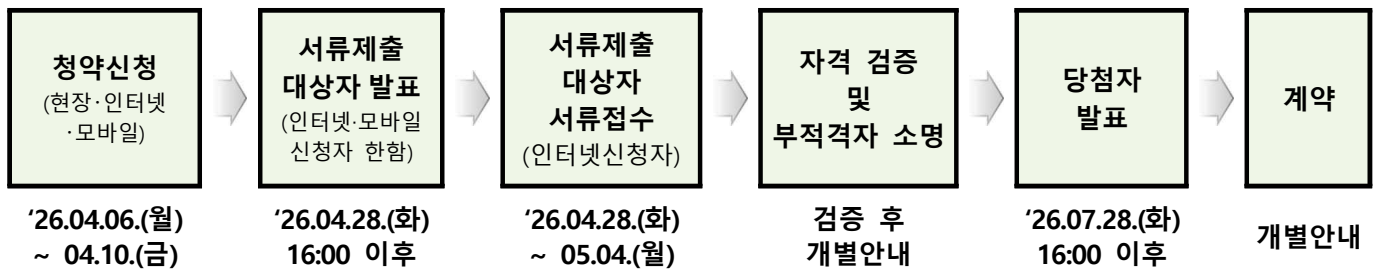 청약신청
(현장·인터넷
·모바일)
서류제출
대상자 발표
(인터넷·모바일
신청자 한함)
서류제출
대상자
서류접수
(인터넷신청자)
자격 검증
및
부적격자 소명
당첨자
발표
계약
‘26.04.06.(월)
~ 04.10.(금)
‘26.04.28.(화)
16:00 이후
‘26.04.28.(화)
~ 05.04.(월)
검증 후
개별안내
‘26.07.28.(화)
16:00 이후
개별안내